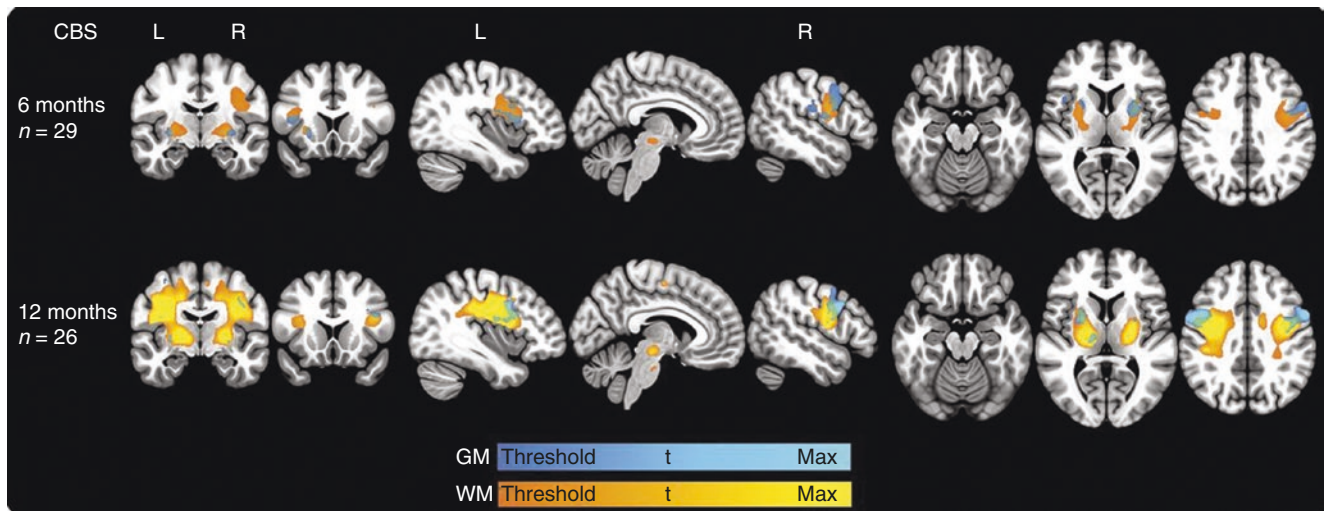 CBS L R L R
6 months
n = 29
12 months
n = 26
GM Threshold t Max
WM Threshold t Max